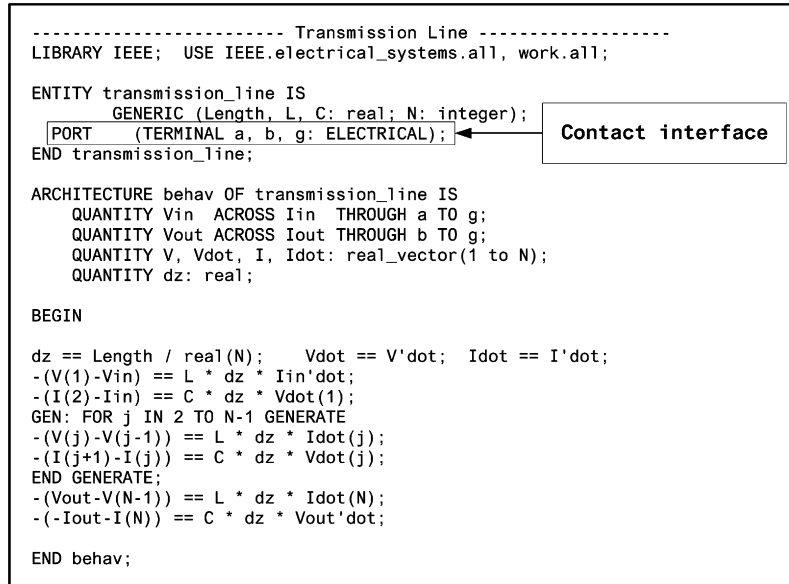 ------------------------- Transmission Line -------------------
LIBRARY IEEE;  USE IEEE.electrical_systems.all, work.all;
ENTITY transmission_line IS
GENERIC (Length, L, C: real; N: integer);
PORT    (TERMINAL a, b, g: ELECTRICAL);
Contact interface
END transmission_line;
ARCHITECTURE behav OF transmission_line IS
QUANTITY Vin  ACROSS Iin  THROUGH a TO g;
QUANTITY Vout ACROSS Iout THROUGH b TO g;
QUANTITY V, Vdot, I, Idot: real_vector(1 to N);
QUANTITY dz: real;
BEGIN
dz == Length / real(N);    Vdot == V'dot;  Idot == I'dot;
-(V(1)-Vin) == L * dz * Iin'dot;
-(I(2)-Iin) == C * dz * Vdot(1);
GEN: FOR j IN 2 TO N-1 GENERATE
-(V(j)-V(j-1)) == L * dz * Idot(j);
-(I(j+1)-I(j)) == C * dz * Vdot(j);
END GENERATE;
-(Vout-V(N-1)) == L * dz * Idot(N);
-(-Iout-I(N)) == C * dz * Vout'dot;
END behav;